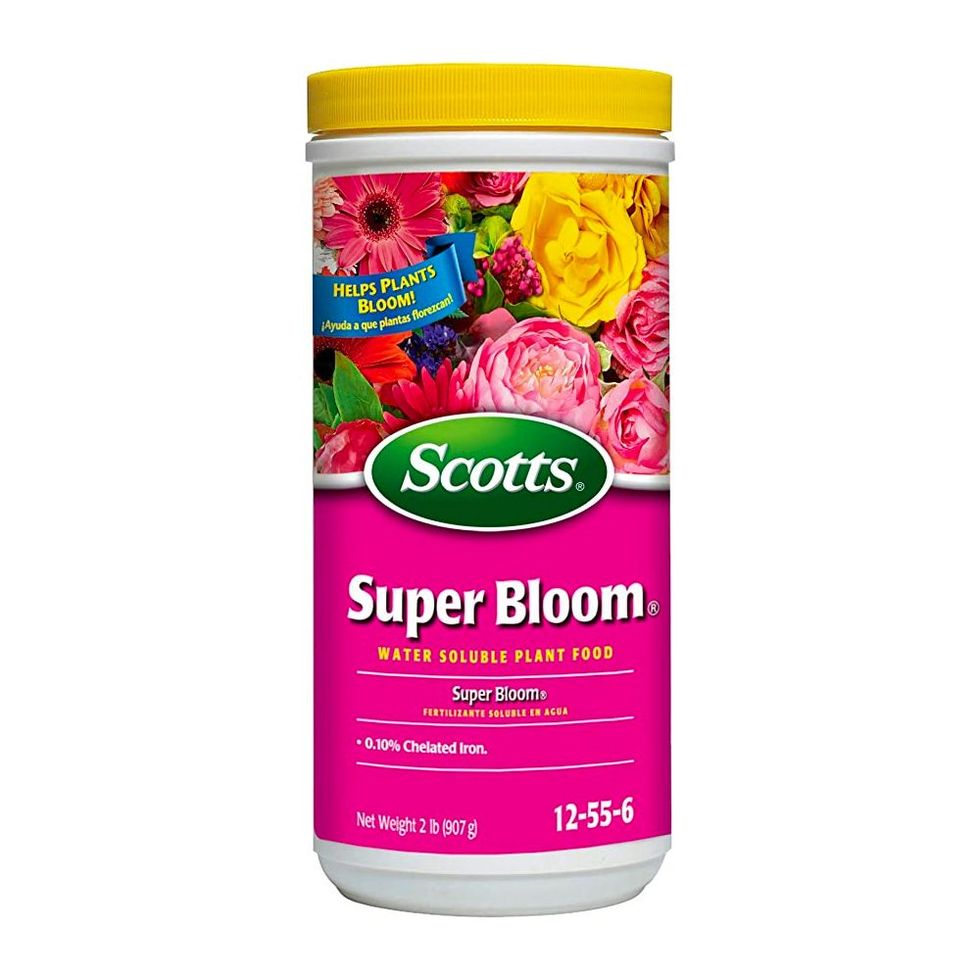 HELPS PLANTS
BLOOM!
¡Ayuda a que plantas florezcan!
Scotts®
Super Bloom®
WATER SOLUBLE PLANT FOOD
Super Bloom®
FERTILIZANTE SOLUBLE EN AGUA
• 0.10% Chelated Iron.
Net Weight 2 lb (907 g)
12-55-6